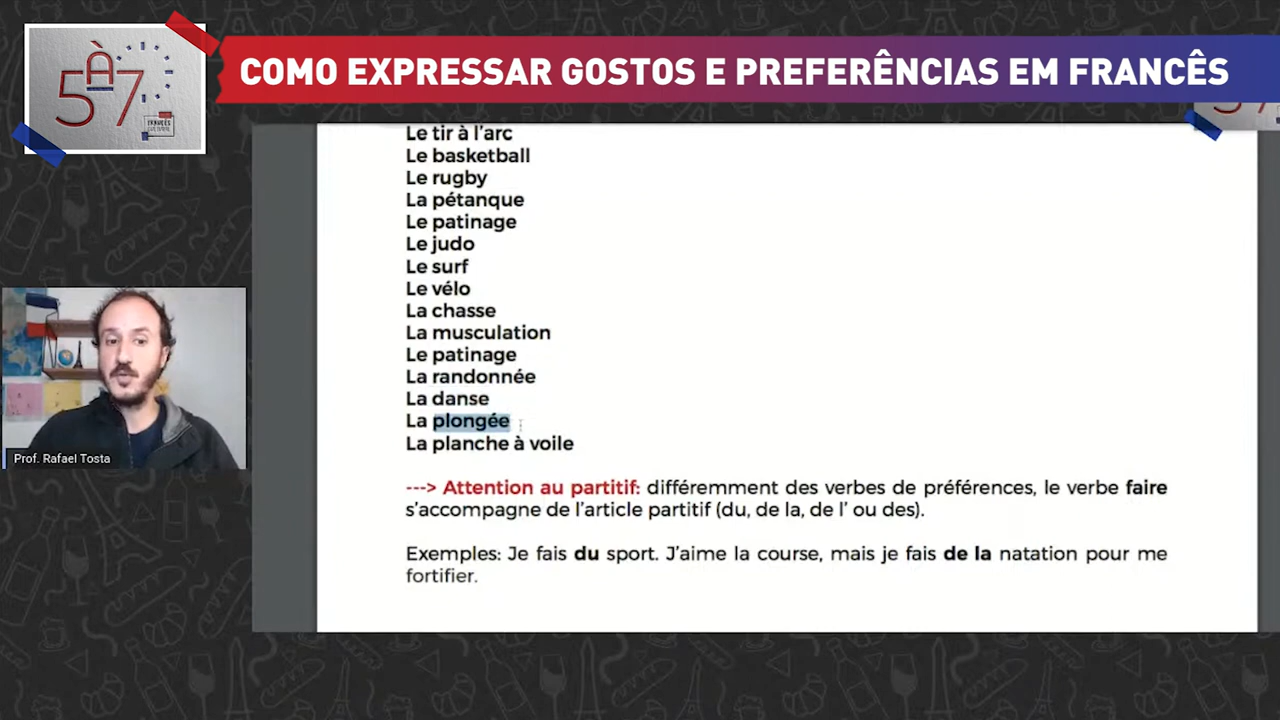 5À7
COMO EXPRESSAR GOSTOS E PREFERÊNCIAS EM FRANCÊS
Le tir à l'arc
Le basketball
Le rugby
La pétanque
Le patinage
Le judo
Le surf
Le vélo
La chasse
La musculation
Le patinage
La randonnée
La danse
La plongée
La planche à voile
---> Attention au partitif: différemment des verbes de préférences, le verbe faire
s'accompagne de l'article partitif (du, de la, de l' ou des).
Exemples: Je fais du sport. J'aime la course, mais je fais de la natation pour me
fortifier.
Prof. Rafael Tosta